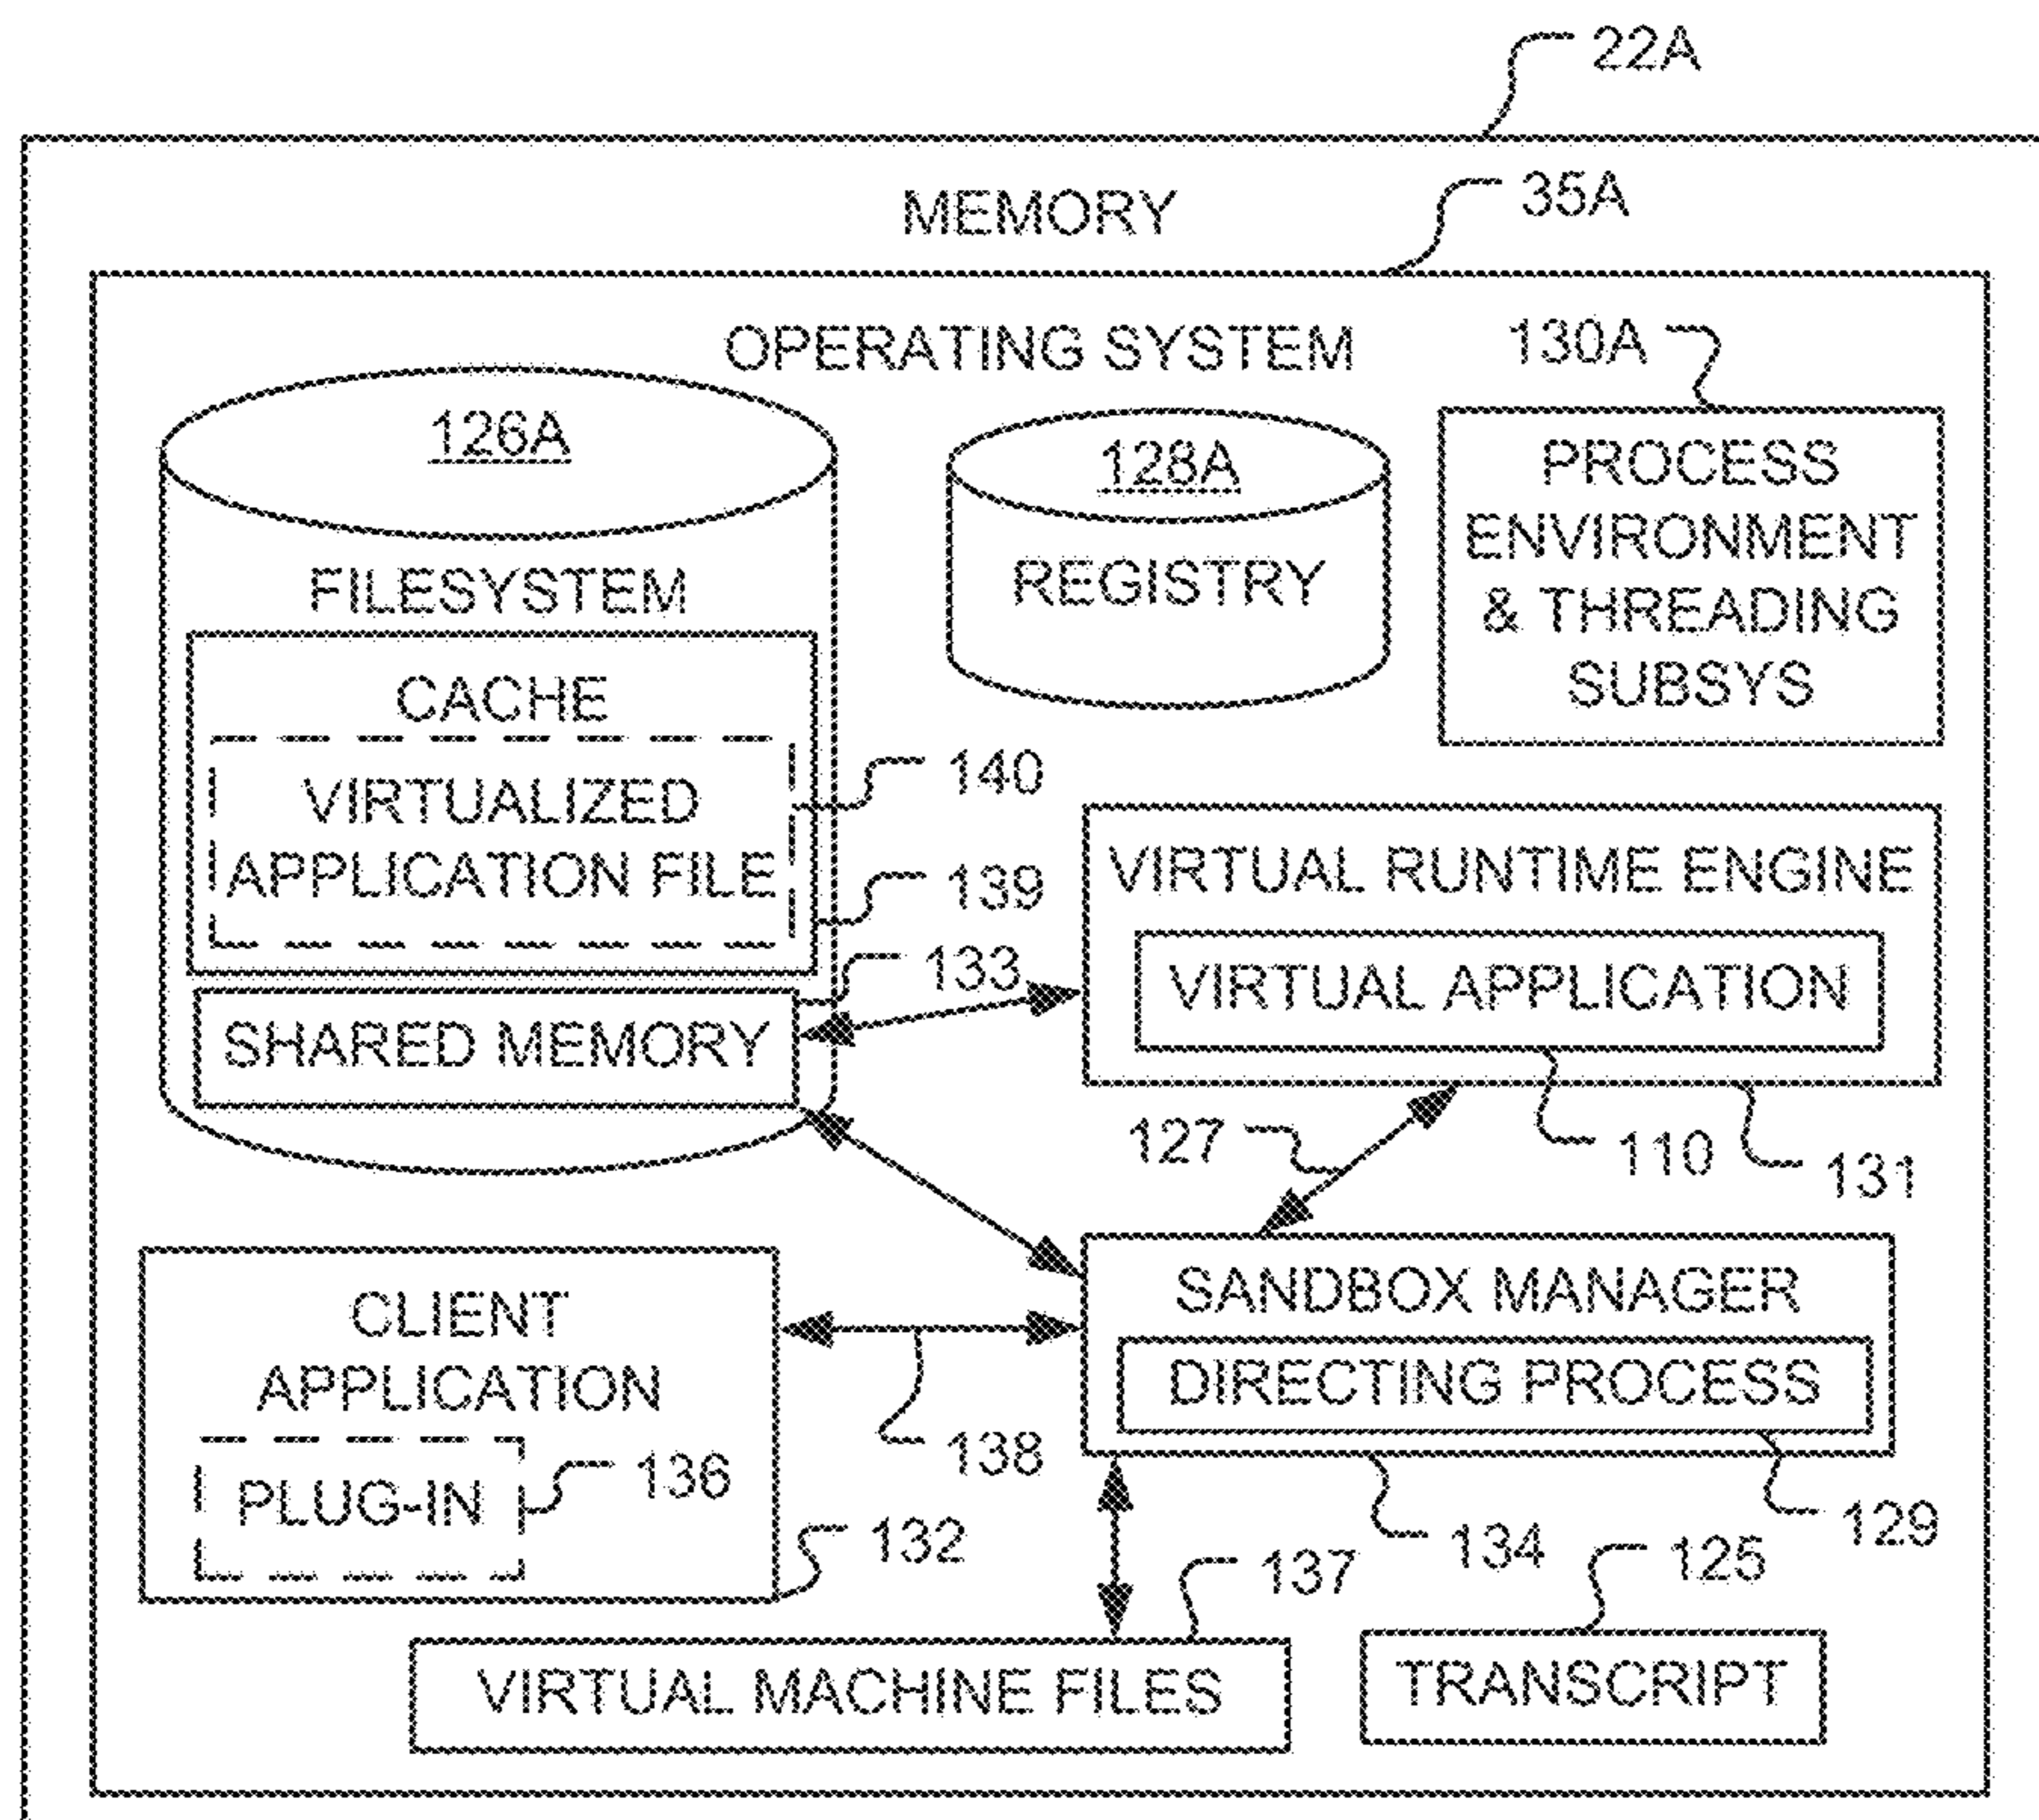 22A
MEMORY
35A
OPERATING SYSTEM
130A
126A
128A
PROCESS
ENVIRONMENT
& THREADING
SUBSYS
FILESYSTEM
REGISTRY
CACHE
VIRTUALIZED
APPLICATION FILE
140
139
VIRTUAL RUNTIME ENGINE
VIRTUAL APPLICATION
133
SHARED MEMORY
127
110
131
CLIENT
APPLICATION
PLUG-IN
136
132
138
SANDBOX MANAGER
DIRECTING PROCESS
129
134
137
125
VIRTUAL MACHINE FILES
TRANSCRIPT